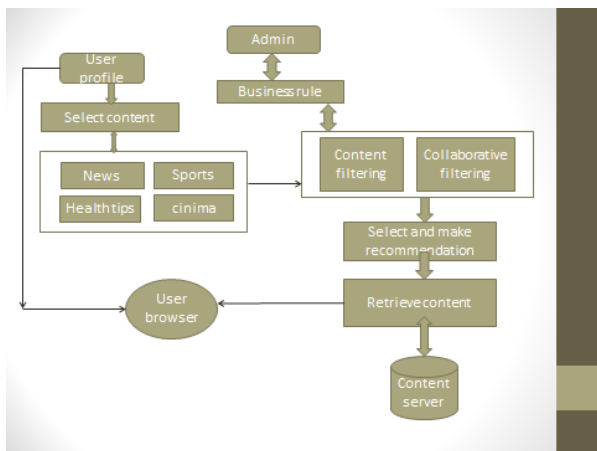 Admin
User
profile
Business rule
Select content
Content
filtering
Collaborative
filtering
News
Sports
Health tips
cinima
Select and make
recommendation
User
browser
Retrieve content
Content
server